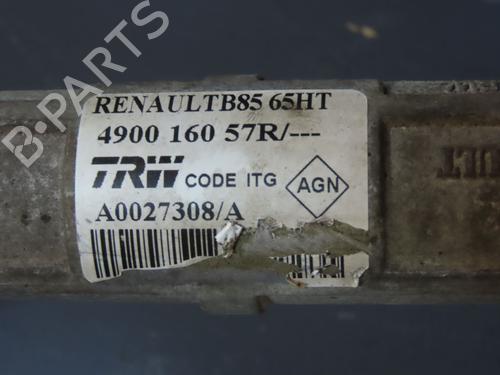 B-PARTS
RENAULTB85 65HT
4900 160 57R/---
TRW CODE ITG AGN
A0027308/A